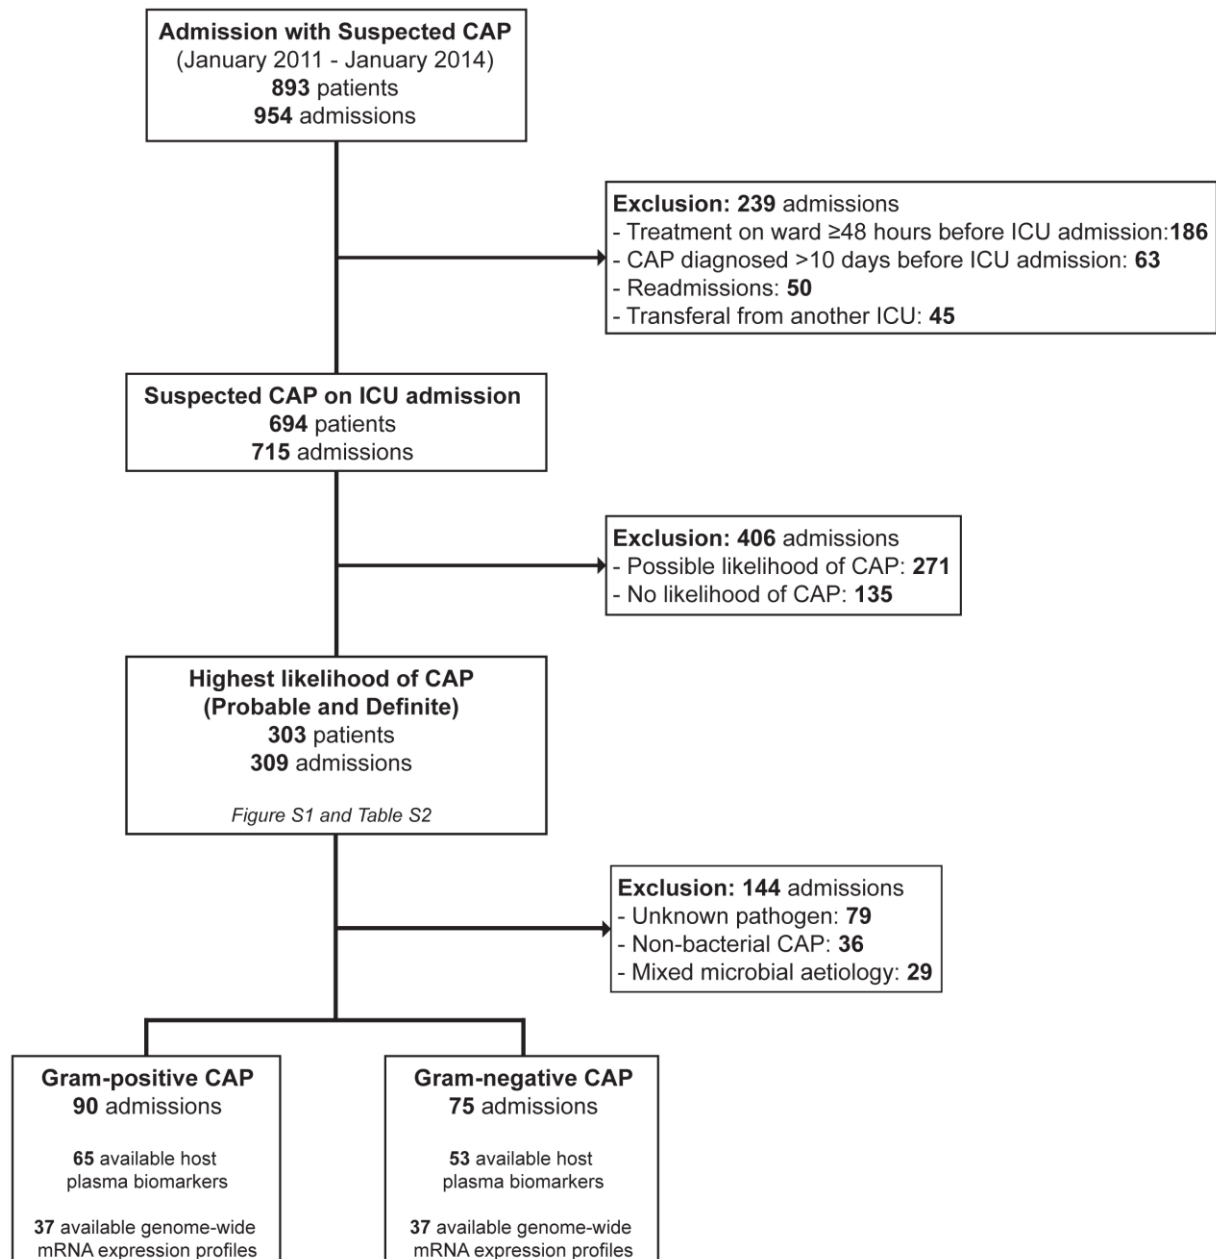 Admission with Suspected CAP
(January 2011 - January 2014)
893 patients
954 admissions
Exclusion: 239 admissions
- Treatment on ward ≥48 hours before ICU admission:186
- CAP diagnosed >10 days before ICU admission: 63
- Readmissions: 50
- Transferal from another ICU: 45
Suspected CAP on ICU admission
694 patients
715 admissions
Exclusion: 406 admissions
- Possible likelihood of CAP: 271
- No likelihood of CAP: 135
Highest likelihood of CAP
(Probable and Definite)
303 patients
309 admissions
Figure S1 and Table S2
Exclusion: 144 admissions
- Unknown pathogen: 79
- Non-bacterial CAP: 36
- Mixed microbial aetiology: 29
Gram-positive CAP
90 admissions
65 available host
plasma biomarkers
37 available genome-wide
mRNA expression profiles
Gram-negative CAP
75 admissions
53 available host
plasma biomarkers
37 available genome-wide
mRNA expression profiles